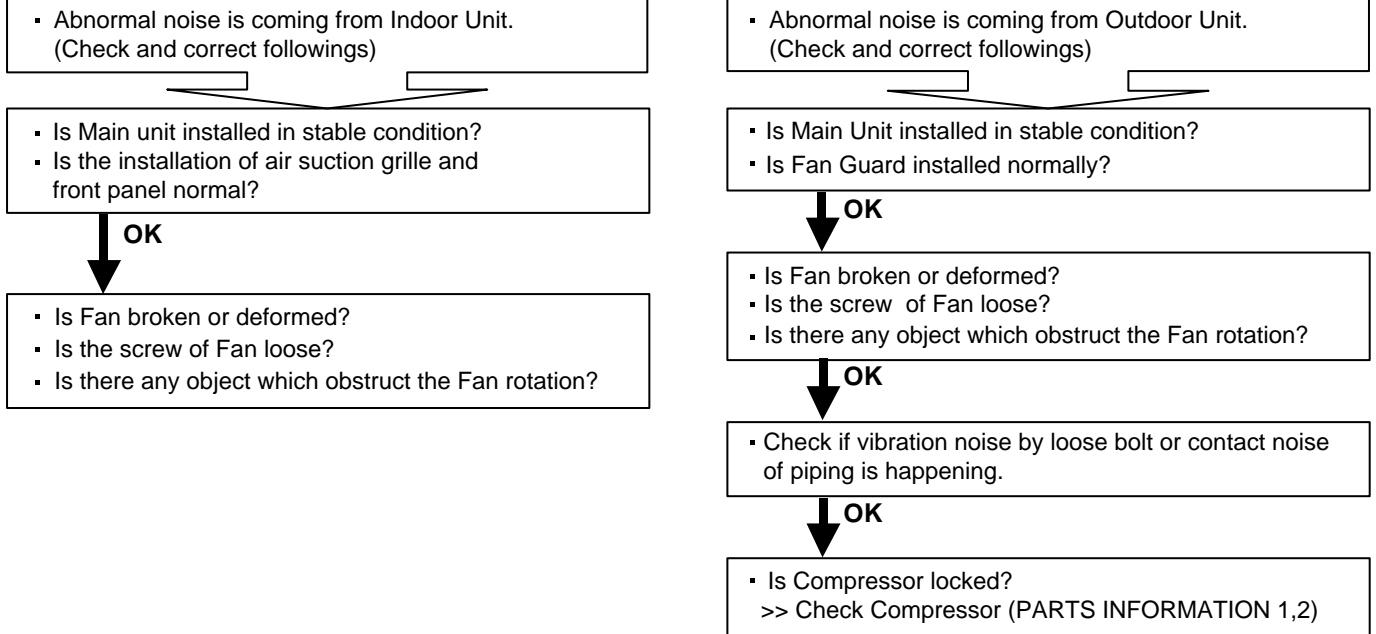 ▪ Abnormal noise is coming from Indoor Unit.
(Check and correct followings)
▪ Is Main unit installed in stable condition?
▪ Is the installation of air suction grille and
front panel normal?
OK
▪ Is Fan broken or deformed?
▪ Is the screw of Fan loose?
▪ Is there any object which obstruct the Fan rotation?
▪ Abnormal noise is coming from Outdoor Unit.
(Check and correct followings)
▪ Is Main Unit installed in stable condition?
▪ Is Fan Guard installed normally?
OK
▪ Is Fan broken or deformed?
▪ Is the screw of Fan loose?
▪ Is there any object which obstruct the Fan rotation?
OK
▪ Check if vibration noise by loose bolt or contact noise
of piping is happening.
OK
▪ Is Compressor locked?
>> Check Compressor (PARTS INFORMATION 1,2)